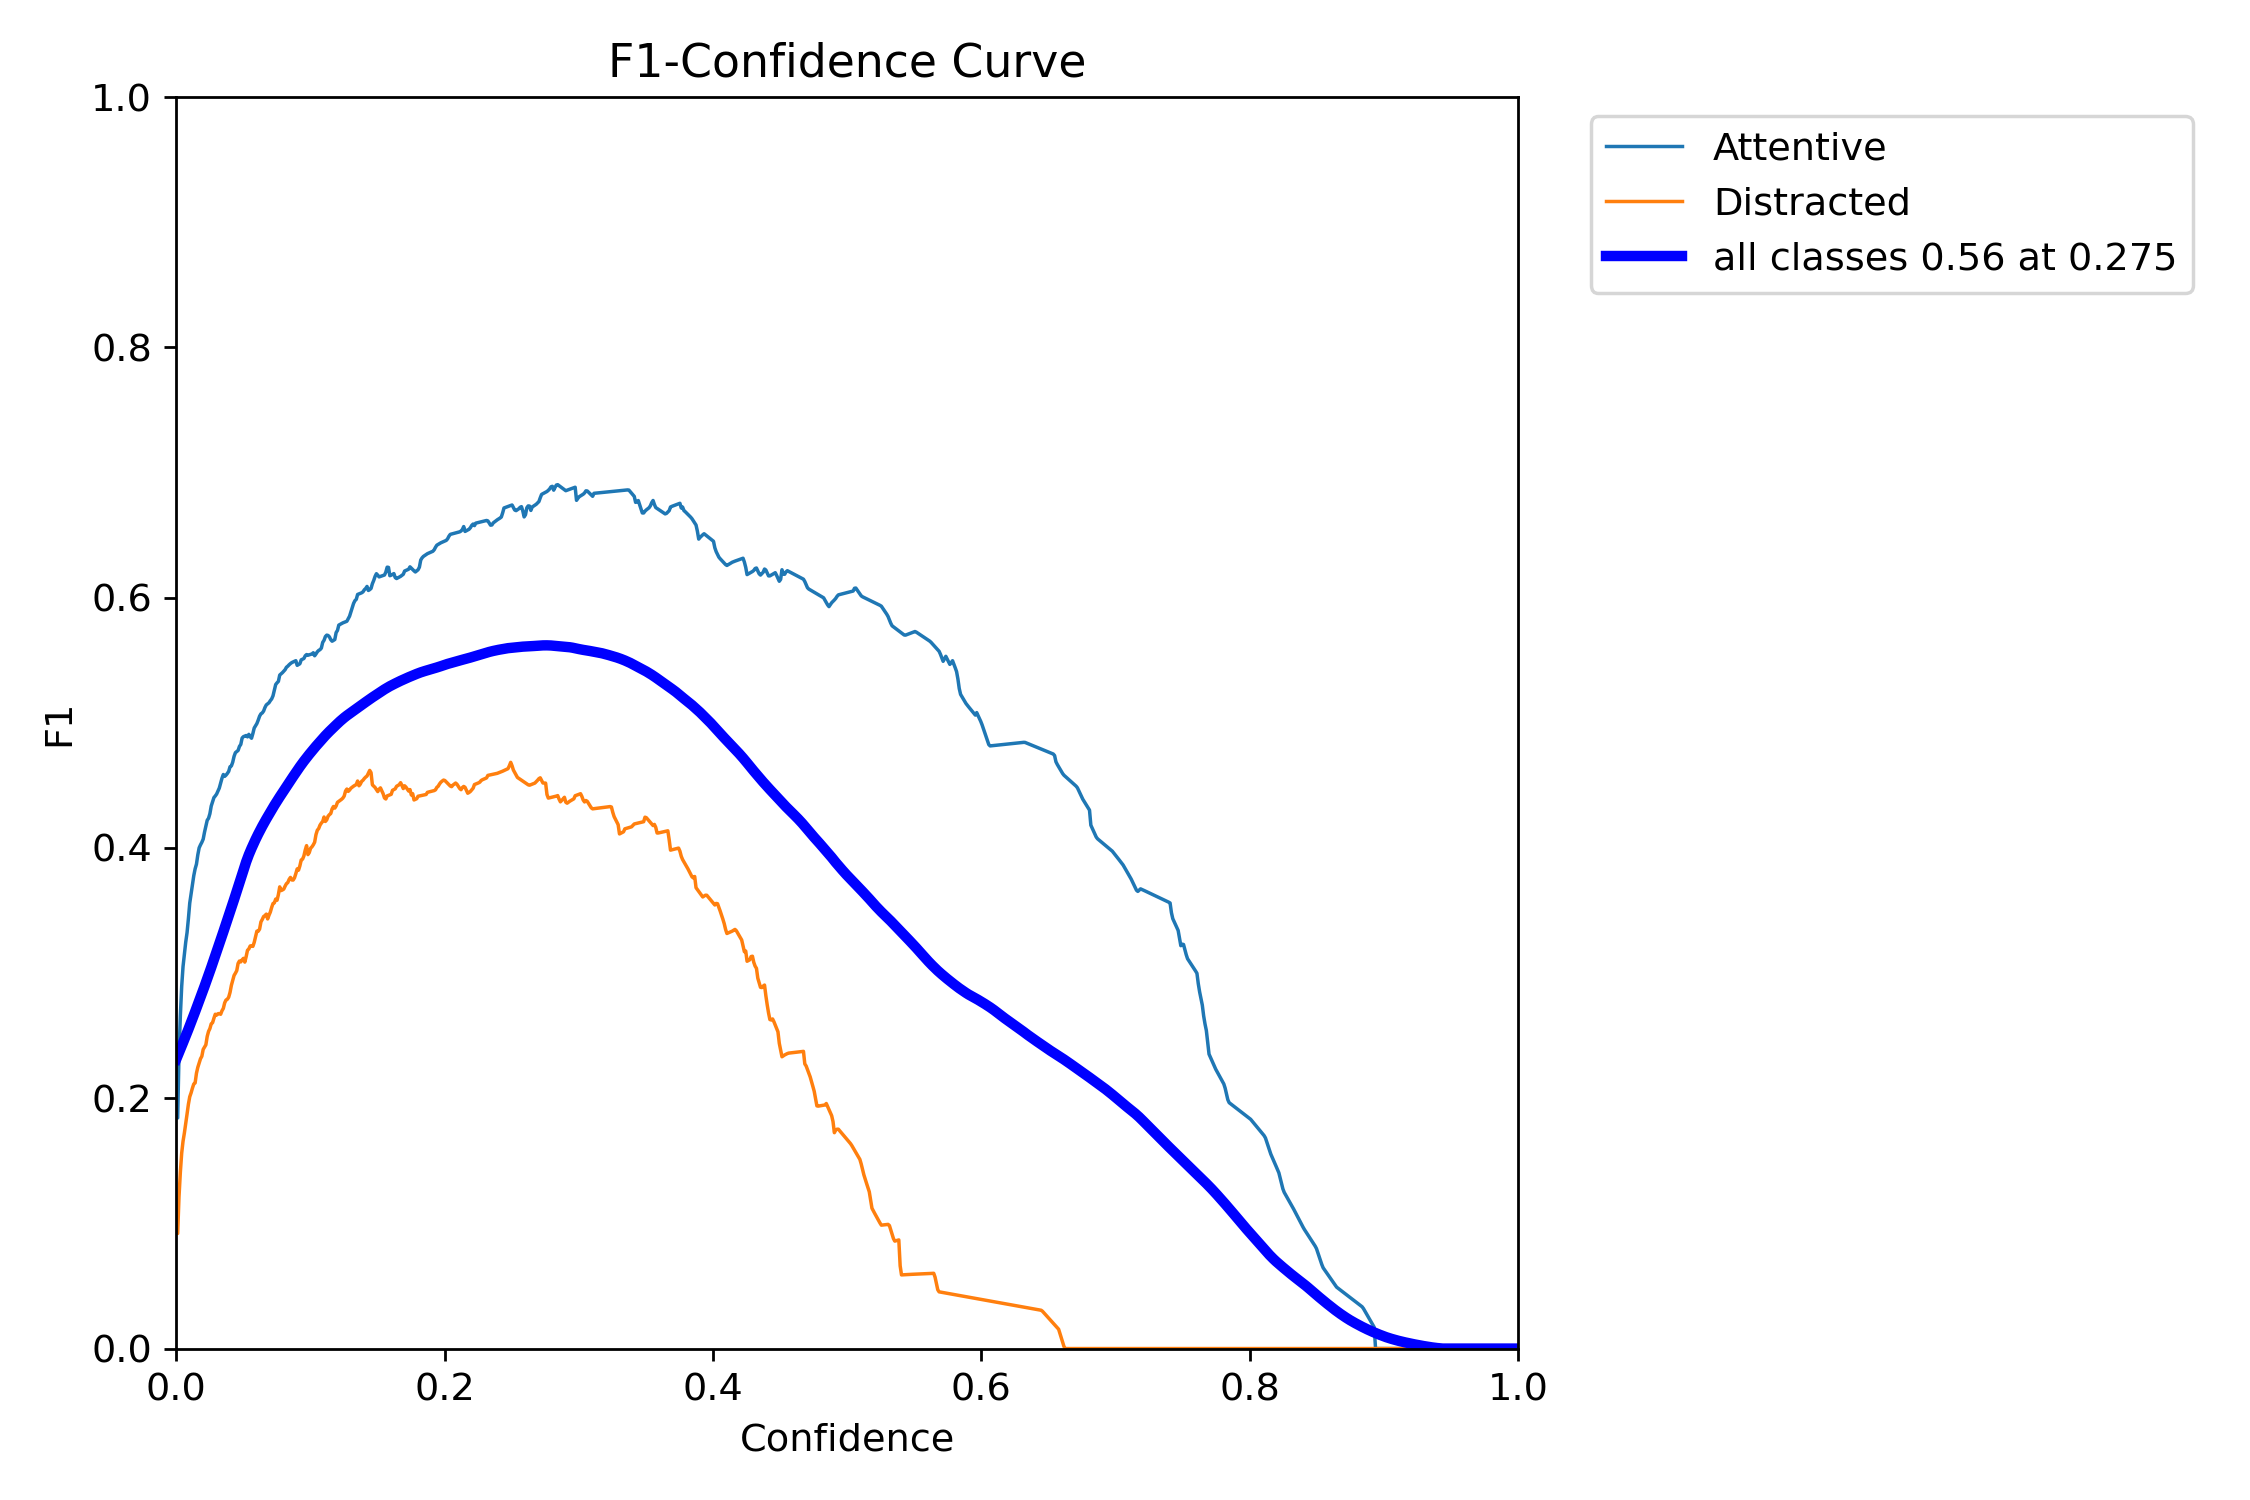 F1-Confidence Curve
1.0
0.8
0.6
0.4
0.2
0.0
F1
0.0 0.2 0.4 0.6 0.8 1.0
Confidence
Attentive
Distracted
all classes 0.56 at 0.275